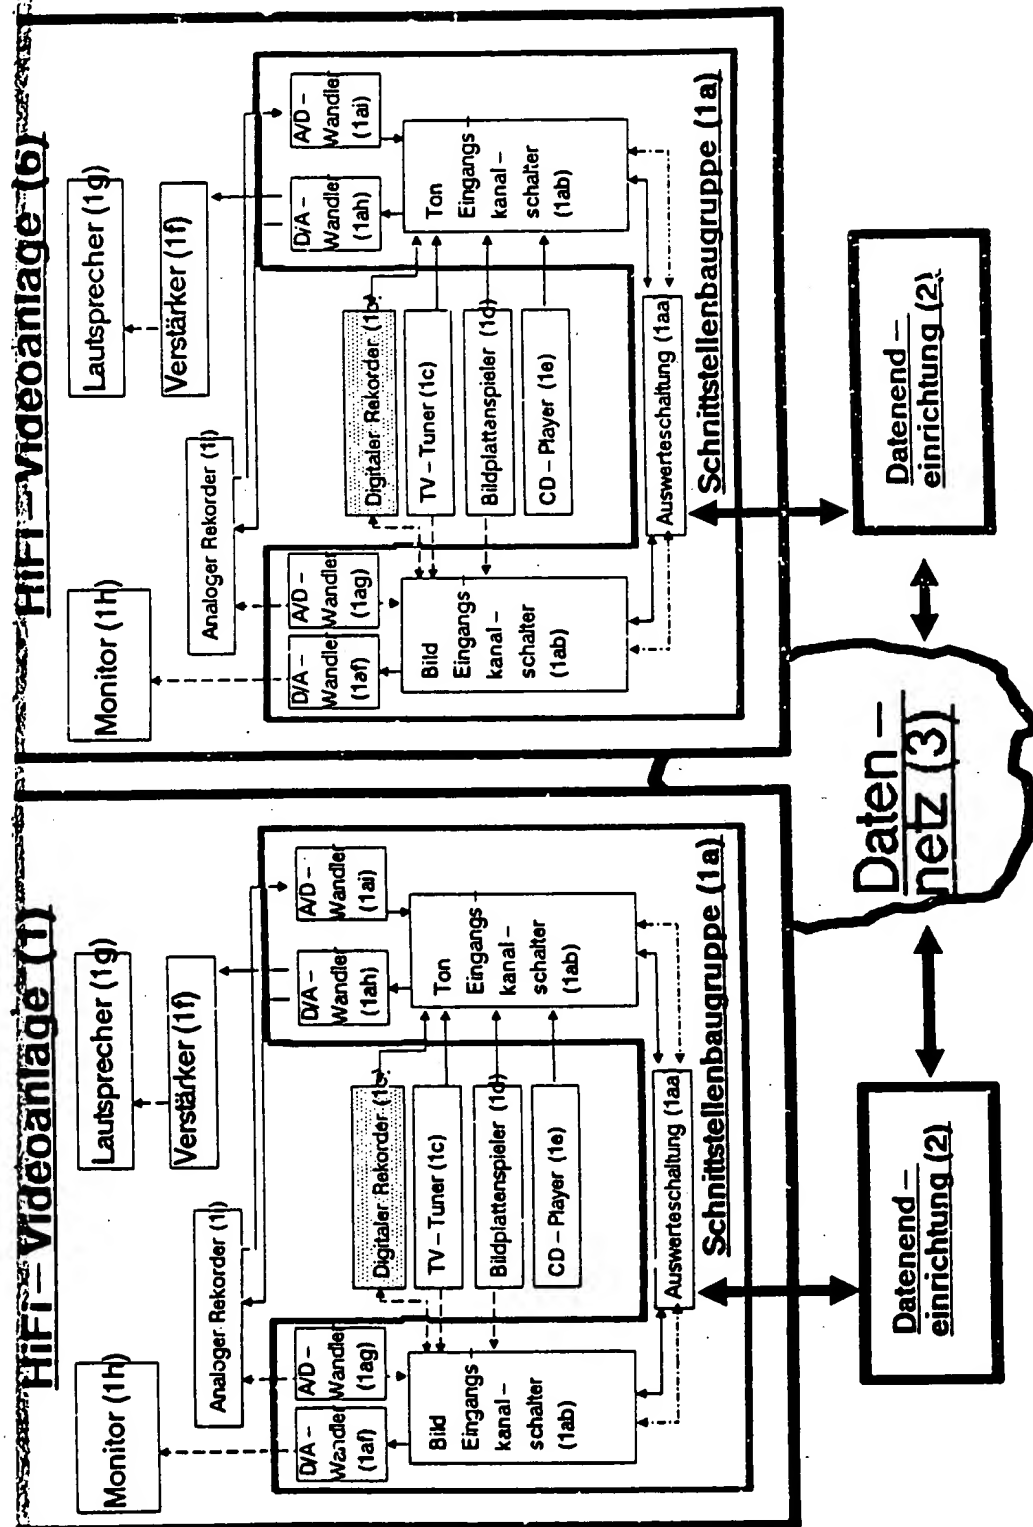 HiFi – Videoanlage (1)
Monitor (1h)
Lautsprecher (1g)
Verstärker (1f)
Analoger Rekorder (1i)
D/A –
Wandler
(1af)
A/D –
Wandler
(1ag)
D/A –
Wandler
(1ah)
A/D –
Wandler
(1ai)
Bild
Eingangs –
kanal –
schalter
(1ab)
Digitaler Rekorder
TV – Tuner (1c)
Bildplattenspieler (1d)
CD – Player (1e)
Ton
Eingangs –
kanal –
schalter
(1ab)
Auswerteschaltung (1aa)
Schnittstellenbaugruppe (1a)
Datenend –
einrichtung (2)
HiFi – Videoanlage (6)
Monitor (1h)
Lautsprecher (1g)
Verstärker (1f)
Analoger Rekorder (1i)
D/A –
Wandler
(1af)
A/D –
Wandler
(1ag)
D/A –
Wandler
(1ah)
A/D –
Wandler
(1ai)
Bild
Eingangs –
kanal –
schalter
(1ab)
Digitaler Rekorder
TV – Tuner (1c)
Bildplattanspieler (1d)
CD – Player (1e)
Ton
Eingangs –
kanal –
schalter
(1ab)
Auswerteschaltung (1aa)
Schnittstellenbaugruppe (1a)
Datenend –
einrichtung (2)
Daten –
netz (3)